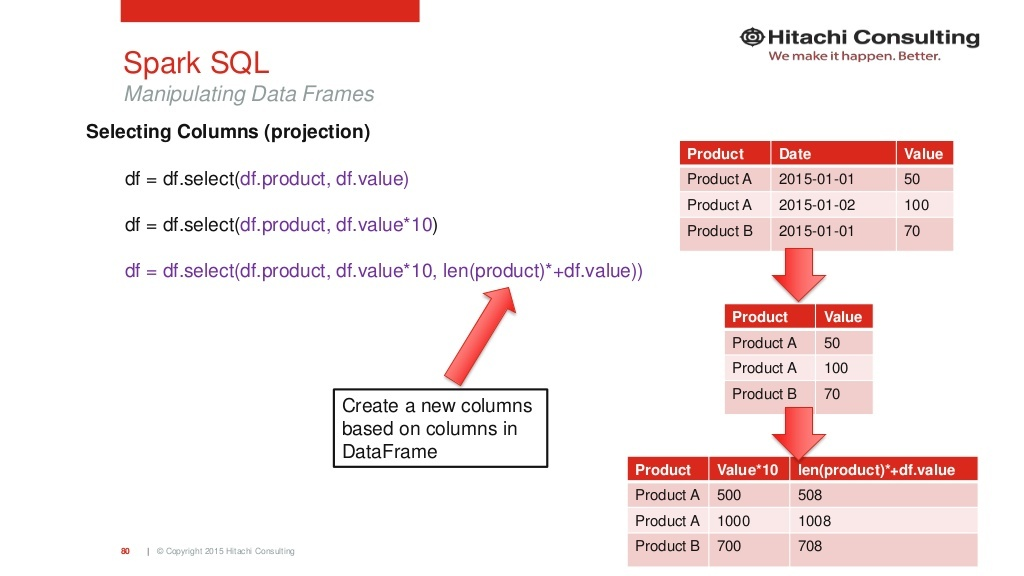 Hitachi Consulting
We make it happen. Better.
Spark SQL
Manipulating Data Frames
Selecting Columns (projection)
df = df.select(df.product, df.value)
df = df.select(df.product, df.value*10)
df = df.select(df.product, df.value*10, len(product)*+df.value))
Create a new columns
based on columns in
DataFrame
Product Date Value
Product A 2015-01-01 50
Product A 2015-01-02 100
Product B 2015-01-01 70
Product Value
Product A 50
Product A 100
Product B 70
Product Value*10 len(product)*+df.value
Product A 500 508
Product A 1000 1008
Product B 700 708
80 | © Copyright 2015 Hitachi Consulting